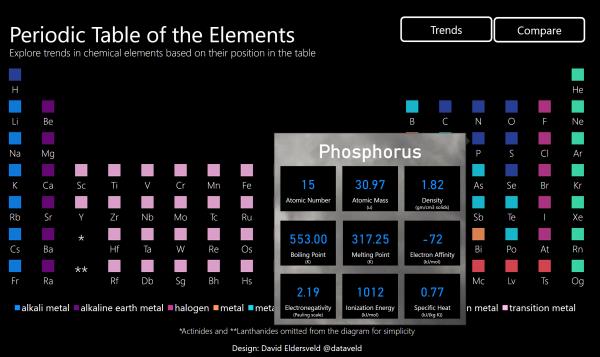 Periodic Table of the Elements
Explore trends in chemical elements based on their position in the table
Trends
Compare
H He
Li Be B C N O F Ne
Na Mg P S Cl Ar
K Ca Sc Ti V Cr Mn Fe As Se Br Kr
Rb Sr Y Zr Nb Mo Tc Ru Sb Te I Xe
Cs Ba * Hf Ta W Re Os Bi Po At Rn
Fr Ra ** Rf Db Sg Bh Hs Mc Lv Ts Og
Phosphorus
15 30.97 1.82
Atomic Number Atomic Mass Density
(u) (gm/cm3 solids)
553.00 317.25 -72
Boiling Point Melting Point Electron Affinity
(K) (K) (kJ/mol)
2.19 1012 0.77
Electronegativity Ionization Energy Specific Heat
(Pauling scale) (kJ/mol) (kJ/(kg K))
alkali metal alkaline earth metal halogen metal meta n metal transition metal
*Actinides and **Lanthanides omitted from the diagram for simplicity
Design: David Eldersveld @dataveld